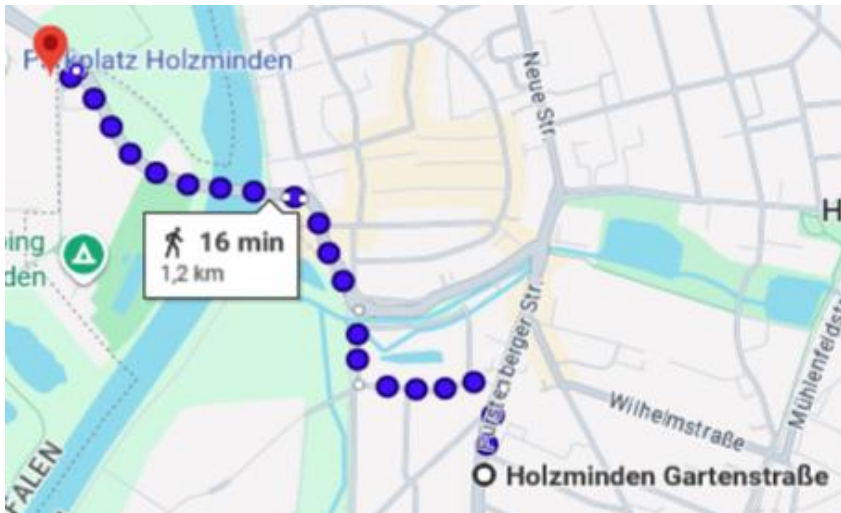 Parkplatz Holzminden
Neue Str.
H
16 min
1,2 km
ping
den
Fürstenberger Str.
Wilhelmstraße
Mühlenfeldstr
FALEN
Holzminden Gartenstraße